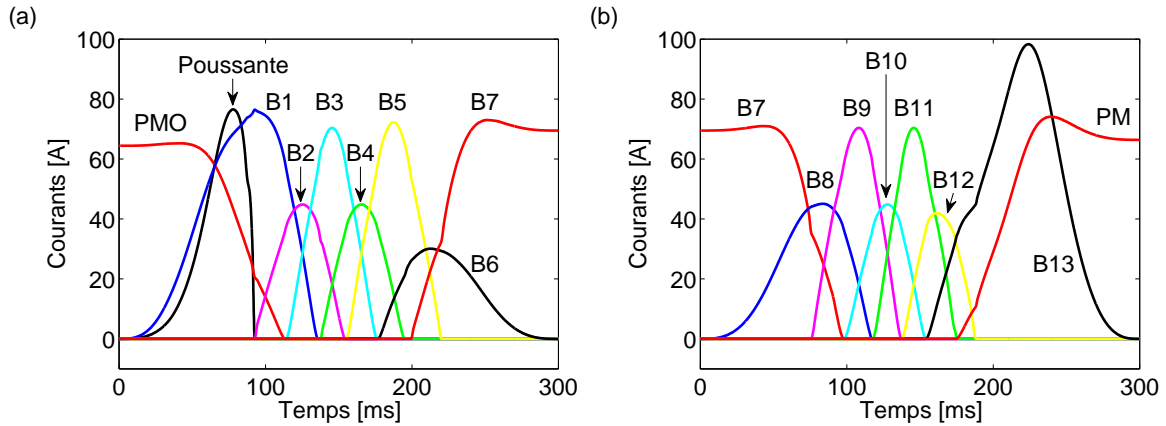 (a)
Courants [A]
100
80
60
40
20
0
0
100
200
300
Temps [ms]
PMO
Poussante
B1
B2
B3
B4
B5
B6
B7
(b)
Courants [A]
100
80
60
40
20
0
0
100
200
300
Temps [ms]
B7
B8
B9
B10
B11
B12
B13
PM